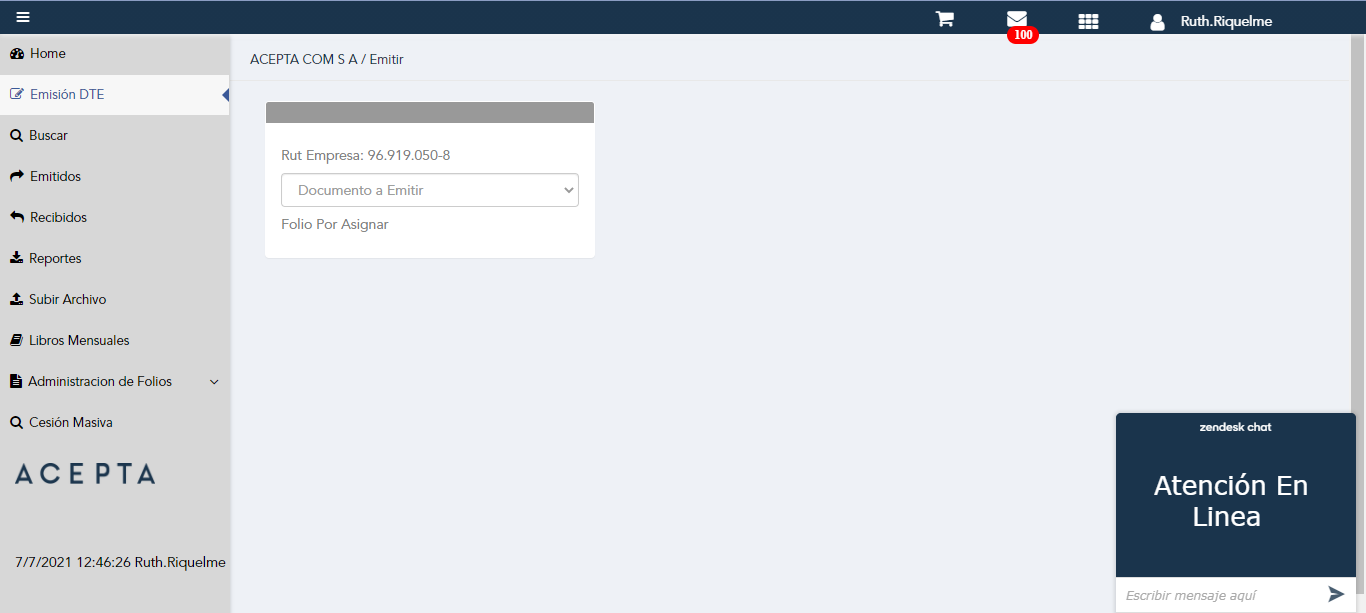 Ruth.Riquelme
100
Home
ACEPTA COM S A / Emitir
Emisión DTE
Buscar
Rut Empresa: 96.919.050-8
Emitidos
Documento a Emitir
Recibidos
Folio Por Asignar
Reportes
Subir Archivo
Libros Mensuales
Administracion de Folios
Cesión Masiva
zendesk chat
ACEPTA
Atención En
Linea
7/7/2021 12:46:26 Ruth.Riquelme
Escribir mensaje aquí